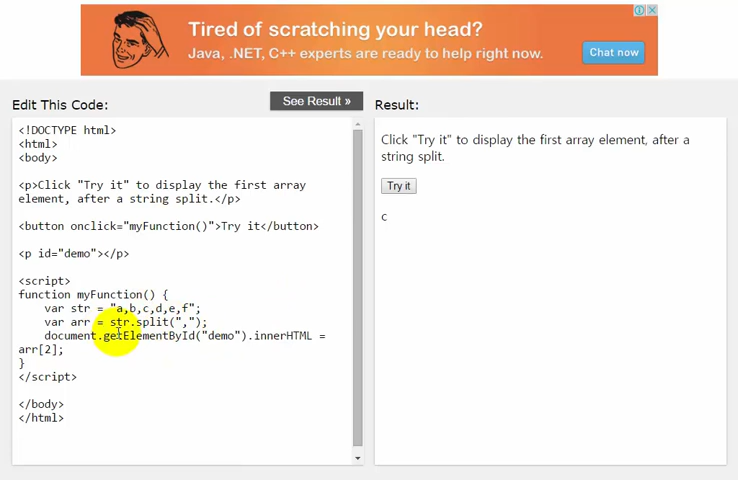 Tired of scratching your head?
Java, .NET, C++ experts are ready to help right now.
Chat now
Edit This Code:
See Result »
Result:
<!DOCTYPE html>
<html>
<body>
<p>Click "Try it" to display the first array
element, after a string split.</p>
<button onclick="myFunction()">Try it</button>
<p id="demo"></p>
<script>
function myFunction() {
var str = "a,b,c,d,e,f";
var arr = str.split(",");
document.getElementById("demo").innerHTML =
arr[2];
}
</script>
</body>
</html>
Click "Try it" to display the first array element, after a
string split.
Try it
c